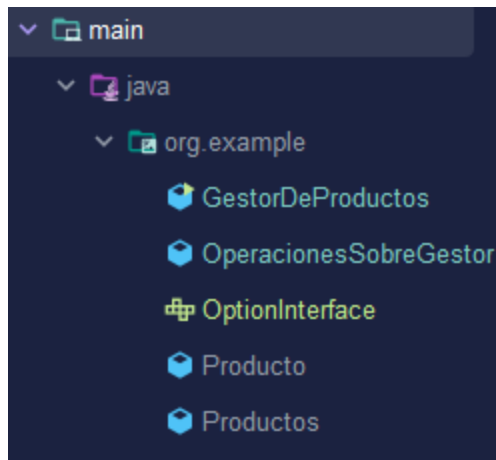 main
java
org.example
GestorDeProductos
OperacionesSobreGestor
OptionInterface
Producto
Productos